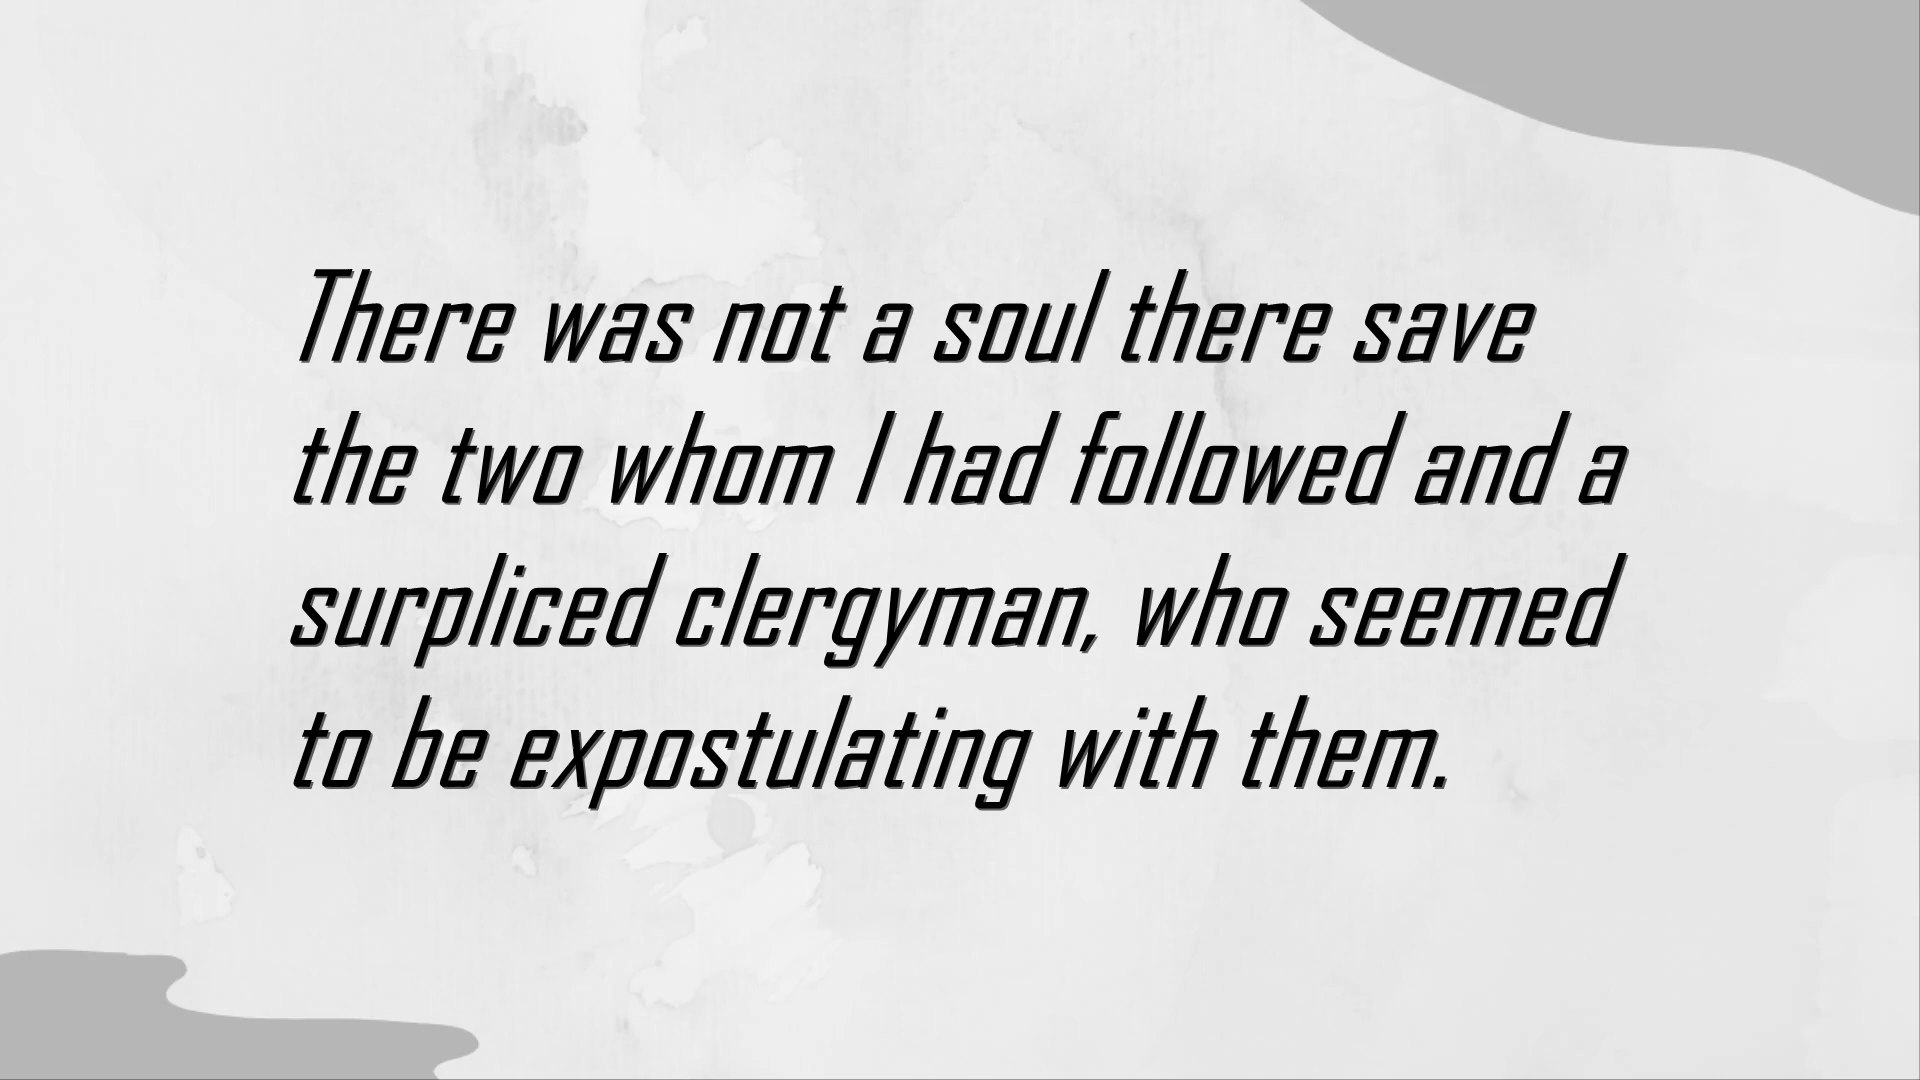 There was not a soul there save
the two whom I had followed and a
surpliced clergyman, who seemed
to be expostulating with them.